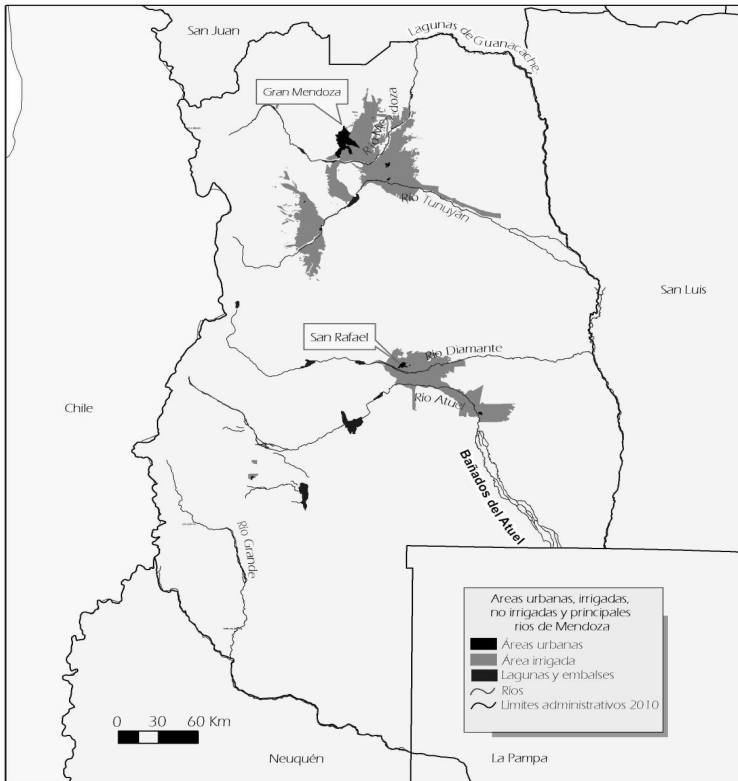 San Juan
Lagunas de Guanacache
Gran Mendoza
Río Mendoza
Río Tunuyán
San Luis
San Rafael
Río Diamante
Chile
Río Atuel
Bañados del Atuel
Río Grande
Areas urbanas, irrigadas,
no irrigadas y principales
rios de Mendoza
Áreas urbanas
Área irrigada
Lagunas y embalses
Ríos
Limites administrativos 2010
0 30 60 Km
Neuquén
La Pampa